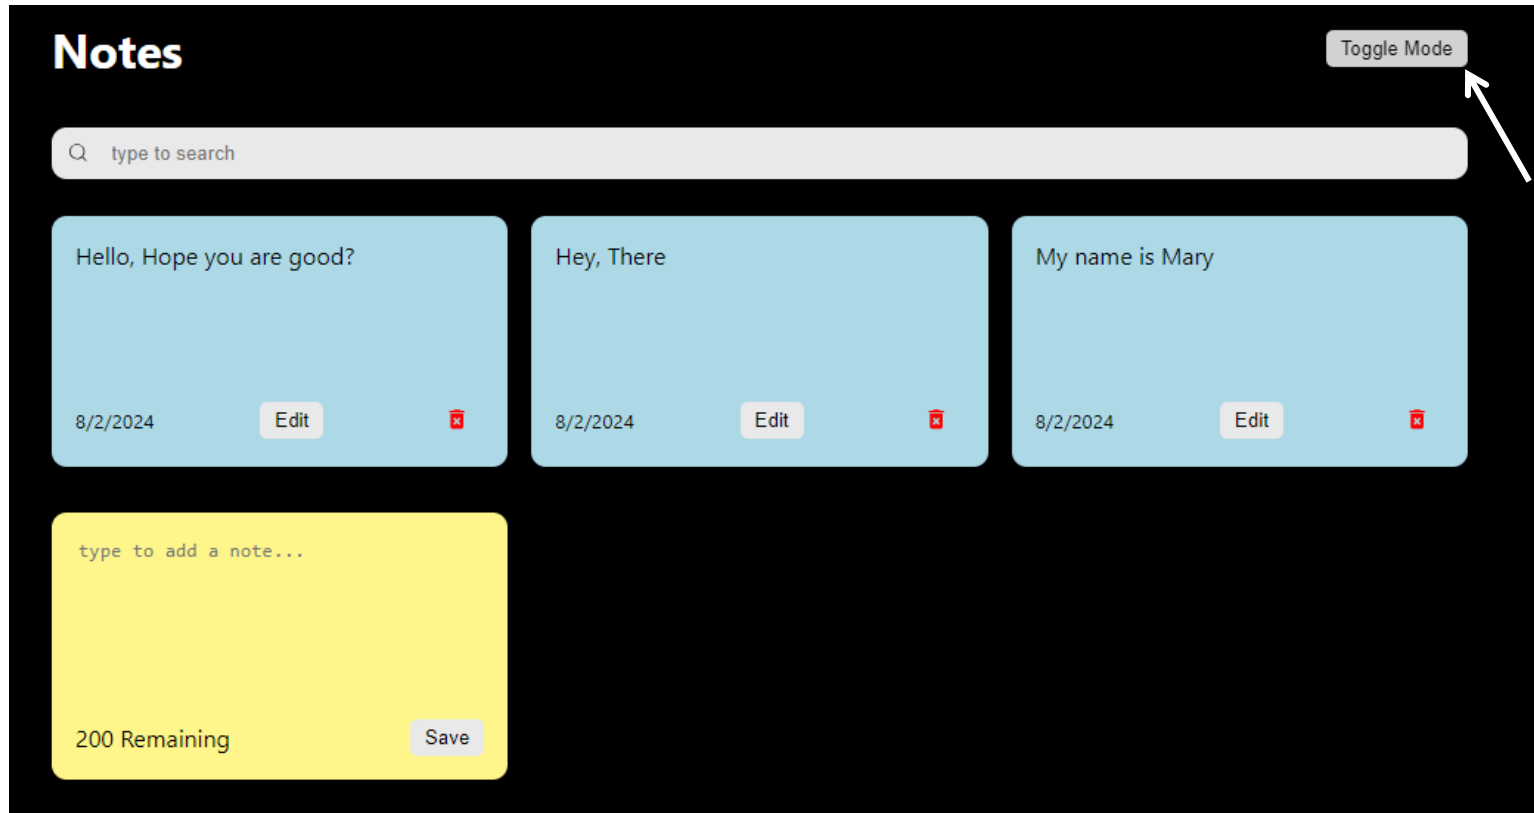 Notes
Toggle Mode
type to search
Hello, Hope you are good?
8/2/2024
Edit
Hey, There
8/2/2024
Edit
My name is Mary
8/2/2024
Edit
type to add a note...
200 Remaining
Save